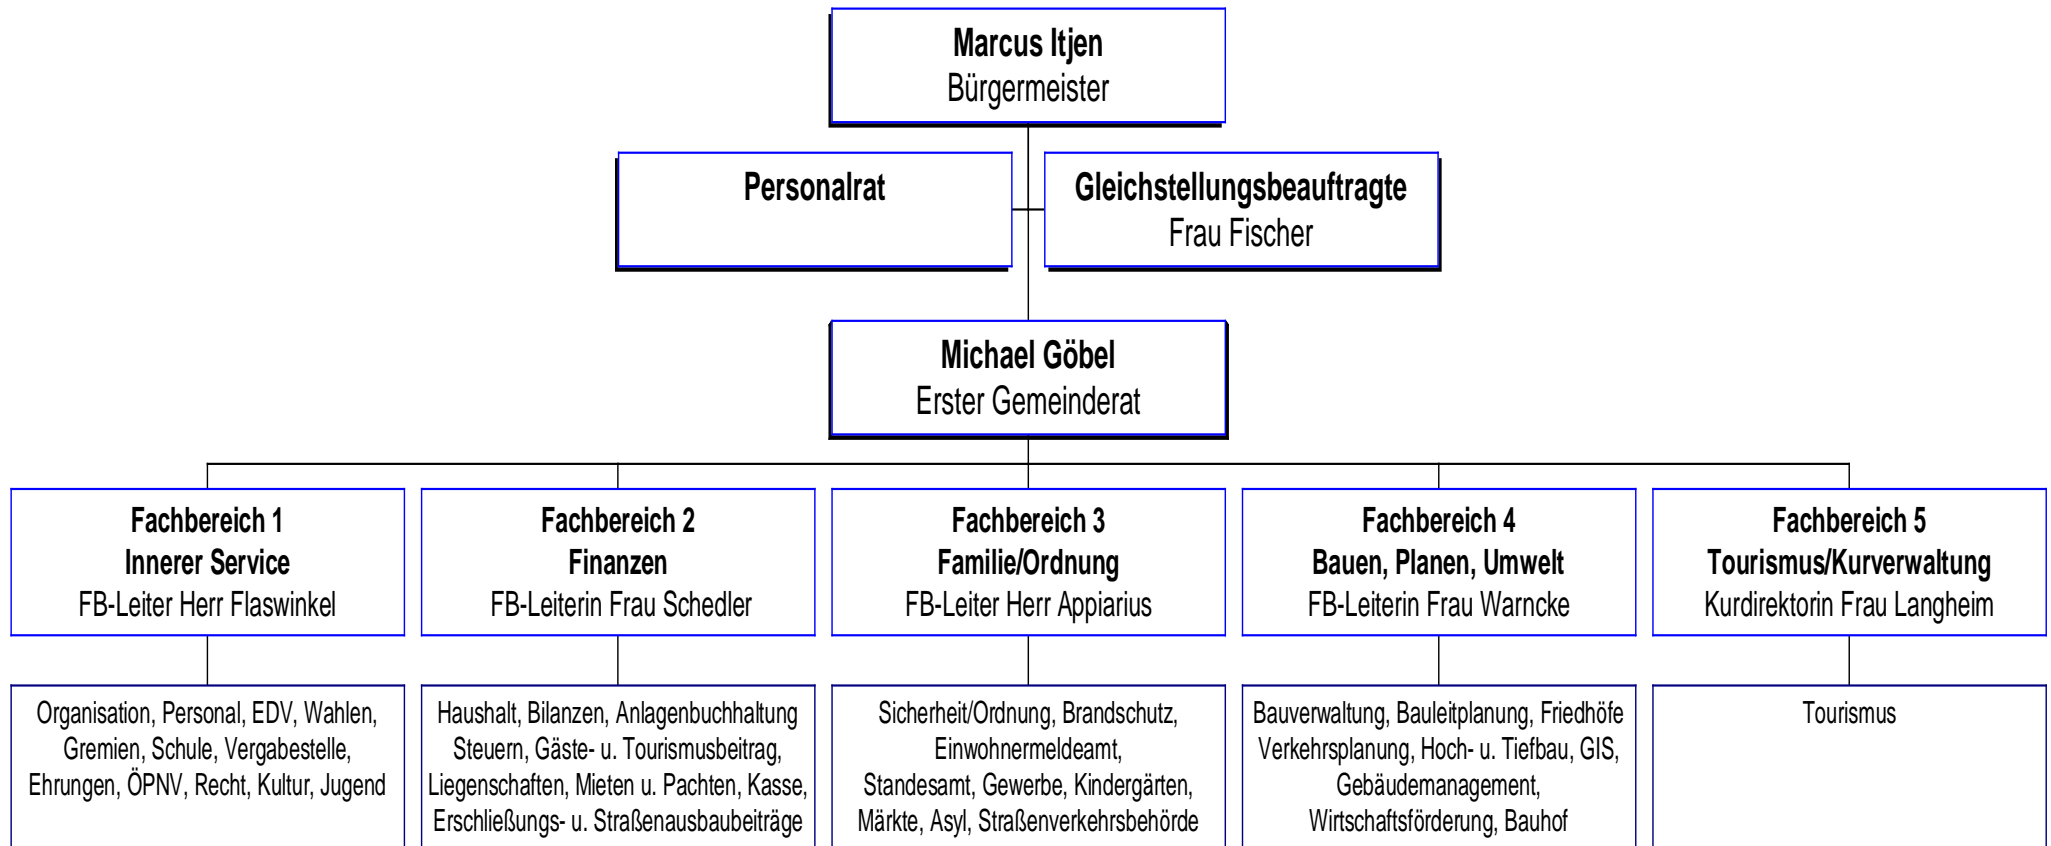 Marcus Itjen
Bürgermeister
Personalrat
Gleichstellungsbeauftragte
Frau Fischer
Michael Göbel
Erster Gemeinderat
Fachbereich 1
Innerer Service
FB-Leiter Herr Flaswinkel
Fachbereich 2
Finanzen
FB-Leiterin Frau Schedler
Fachbereich 3
Familie/Ordnung
FB-Leiter Herr Appiarius
Fachbereich 4
Bauen, Planen, Umwelt
FB-Leiterin Frau Warncke
Fachbereich 5
Tourismus/Kurverwaltung
Kurdirektorin Frau Langheim
Organisation, Personal, EDV, Wahlen,
Gremien, Schule, Vergabestelle,
Ehrungen, ÖPNV, Recht, Kultur, Jugend
Haushalt, Bilanzen, Anlagenbuchhaltung
Steuern, Gäste- u. Tourismusbeitrag,
Liegenschaften, Mieten u. Pachten, Kasse,
Erschließungs- u. Straßenausbaubeiträge
Sicherheit/Ordnung, Brandschutz,
Einwohnermeldeamt,
Standesamt, Gewerbe, Kindergärten,
Märkte, Asyl, Straßenverkehrsbehörde
Bauverwaltung, Bauleitplanung, Friedhöfe
Verkehrsplanung, Hoch- u. Tiefbau, GIS,
Gebäudemanagement,
Wirtschaftsförderung, Bauhof
Tourismus